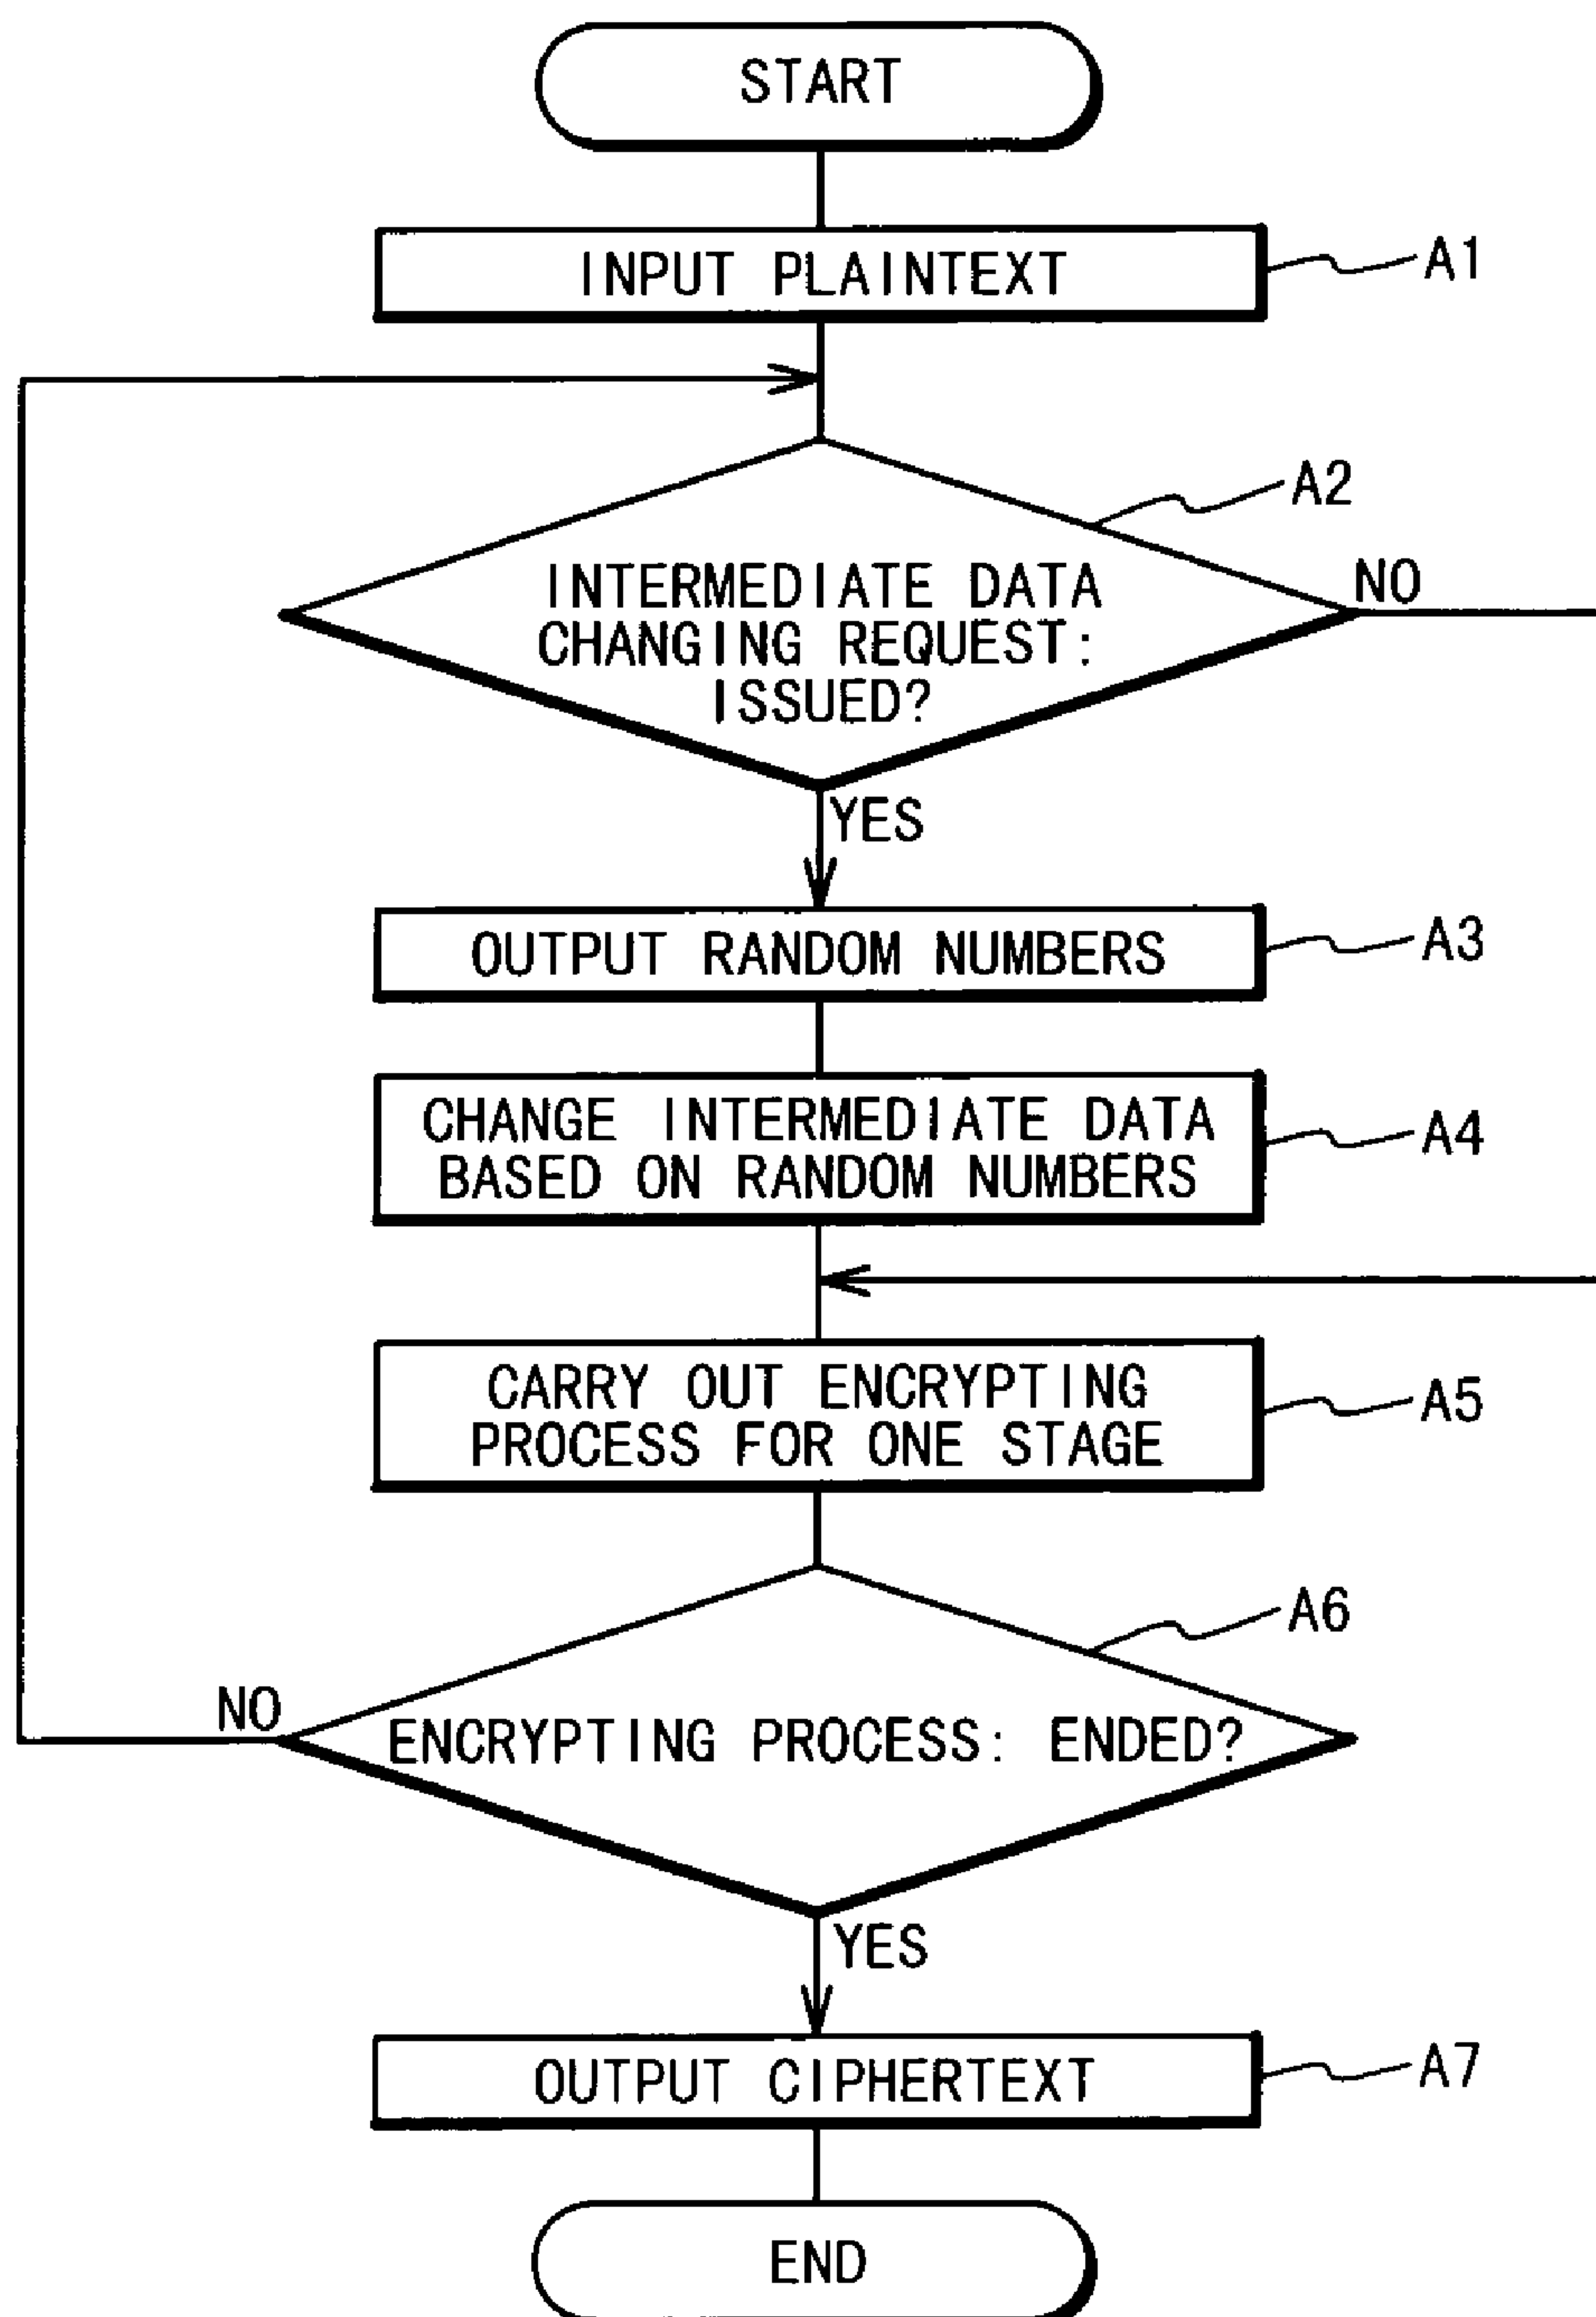 START
INPUT PLAINTEXT
A1
A2
INTERMEDIATE DATA
CHANGING REQUEST:
ISSUED?
NO
YES
OUTPUT RANDOM NUMBERS
A3
CHANGE INTERMEDIATE DATA
BASED ON RANDOM NUMBERS
A4
CARRY OUT ENCRYPTING
PROCESS FOR ONE STAGE
A5
A6
NO
ENCRYPTING PROCESS: ENDED?
YES
OUTPUT CIPHERTEXT
A7
END